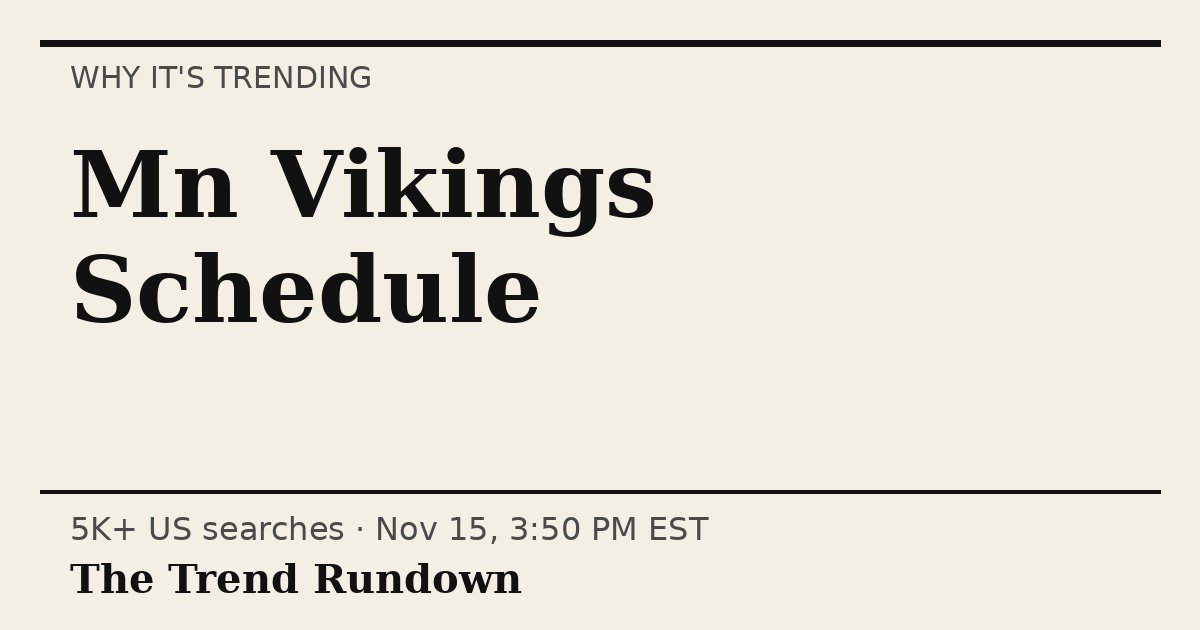 WHY IT'S TRENDING
Mn Vikings
Schedule
5K+ US searches · Nov 15, 3:50 PM EST
The Trend Rundown